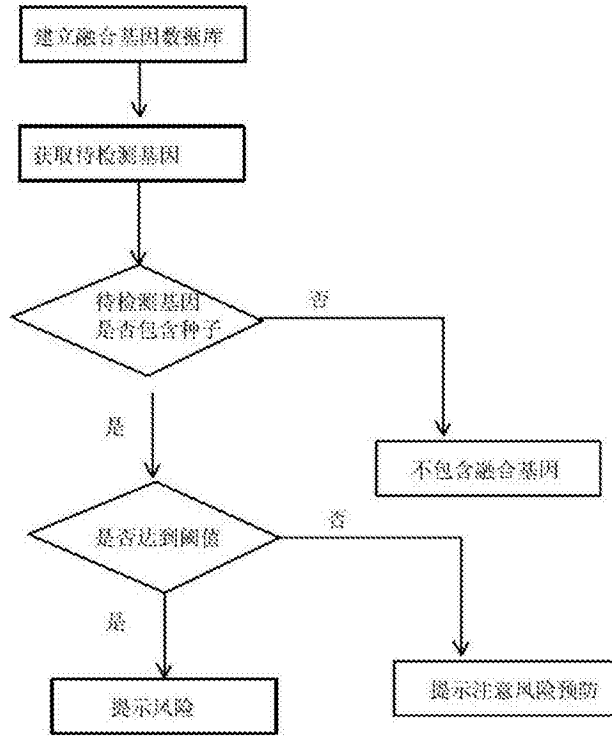 建立融合基因数据库
获取待检测基因
待检测基因
是否包含种子
否
是
不包含融合基因
是否达到阈值
否
是
提示风险
提示注意风险预防